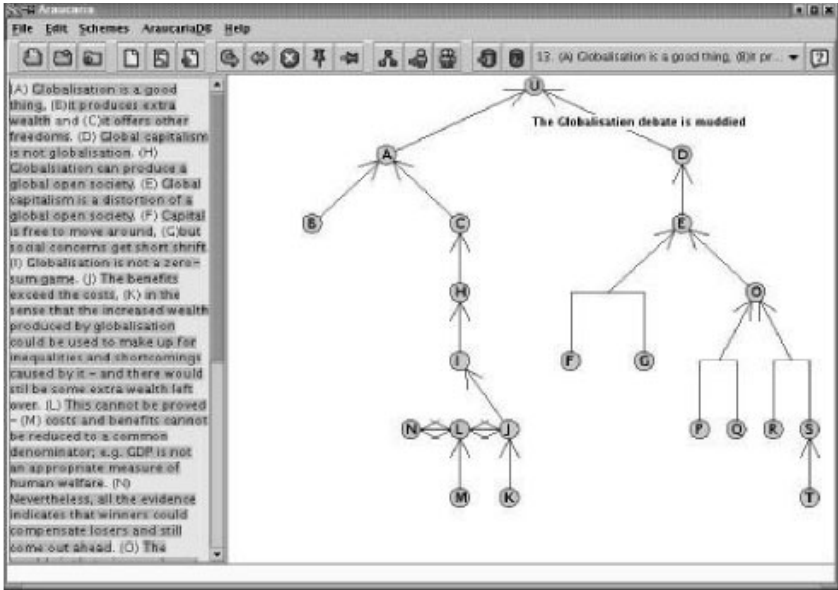 Araucaria
File Edit Schemes AraucariaDB Help
13. (A) Globalisation is a good thing, (B)it pr...
?
(A) Globalisation is a good
thing, (B)it produces extra
wealth and (C)it offers other
freedoms. (D) Global capitalism
is not globalisation. (H)
Globalsiation can produce a
global open society. (E) Global
capitalism is a distortion of a
global open society. (F) Capital
is free to move around, (G)but
social concerns get short shrift.
(I) Globalisation is not a zero-
sum game. (J) The benefits
exceed the costs, (K) in the
sense that the increased wealth
produced by globalisation
could be used to make up for
inequalities and shortcomings
caused by it - and there would
still be some extra wealth left
over. (L) This cannot be proved
- (M) costs and benefits cannot
be reduced to a common
denominator; e.g. GDP is not
an appropriate measure of
human welfare. (N)
Nevertheless, all the evidence
indicates that winners could
compensate losers and still
come out ahead. (O) The
U
The Globalisation debate is muddied
A D
B C E
H O
I F G
N L J P Q R S
M K T